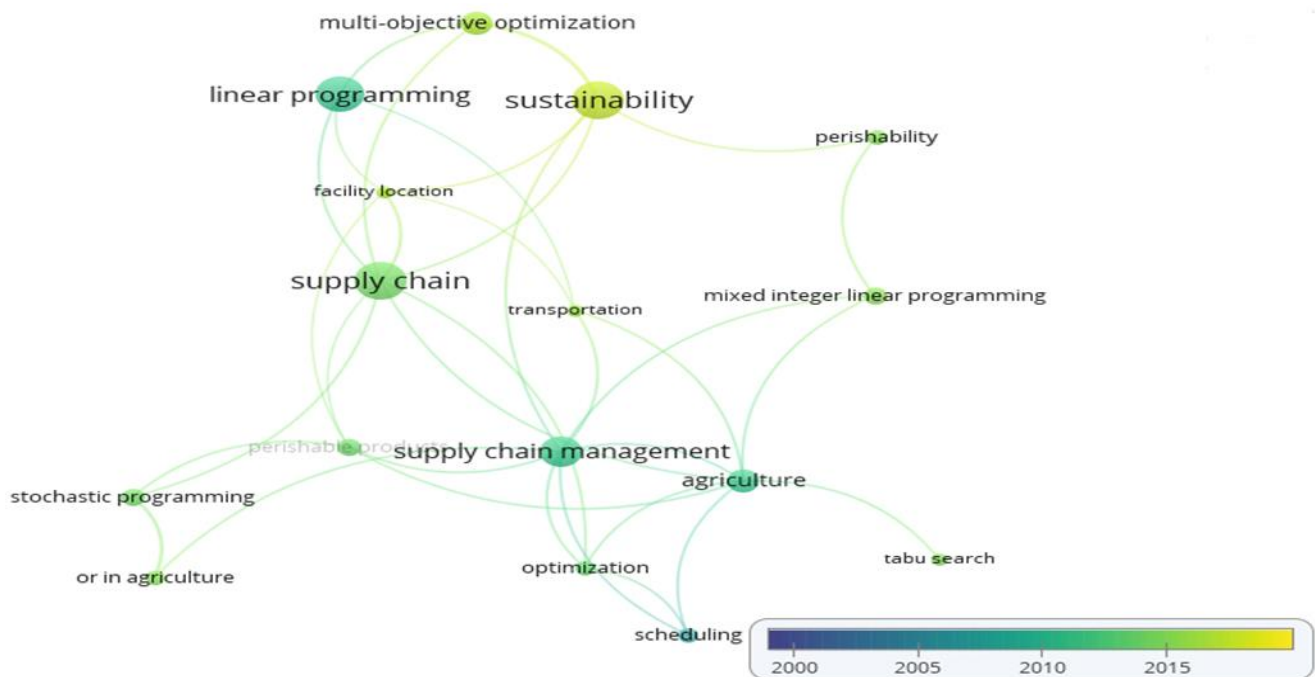 multi-objective optimization
linear programming
sustainability
perishability
facility location
supply chain
mixed integer linear programming
transportation
perishable products
supply chain management
agriculture
stochastic programming
tabu search
optimization
or in agriculture
scheduling
2000 2005 2010 2015